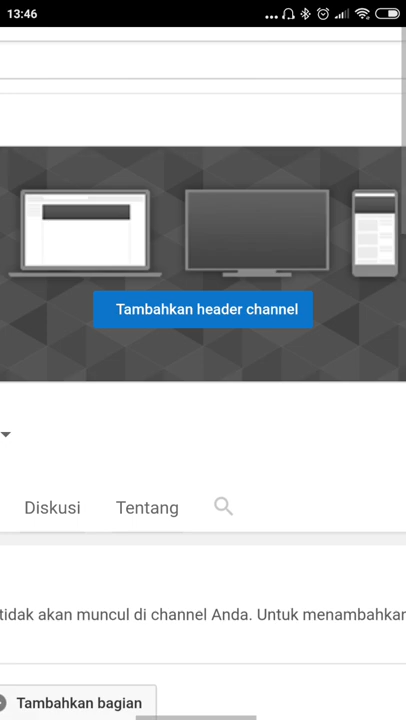 13:46
Tambahkan header channel
Diskusi Tentang
tidak akan muncul di channel Anda. Untuk menambahkan
Tambahkan bagian